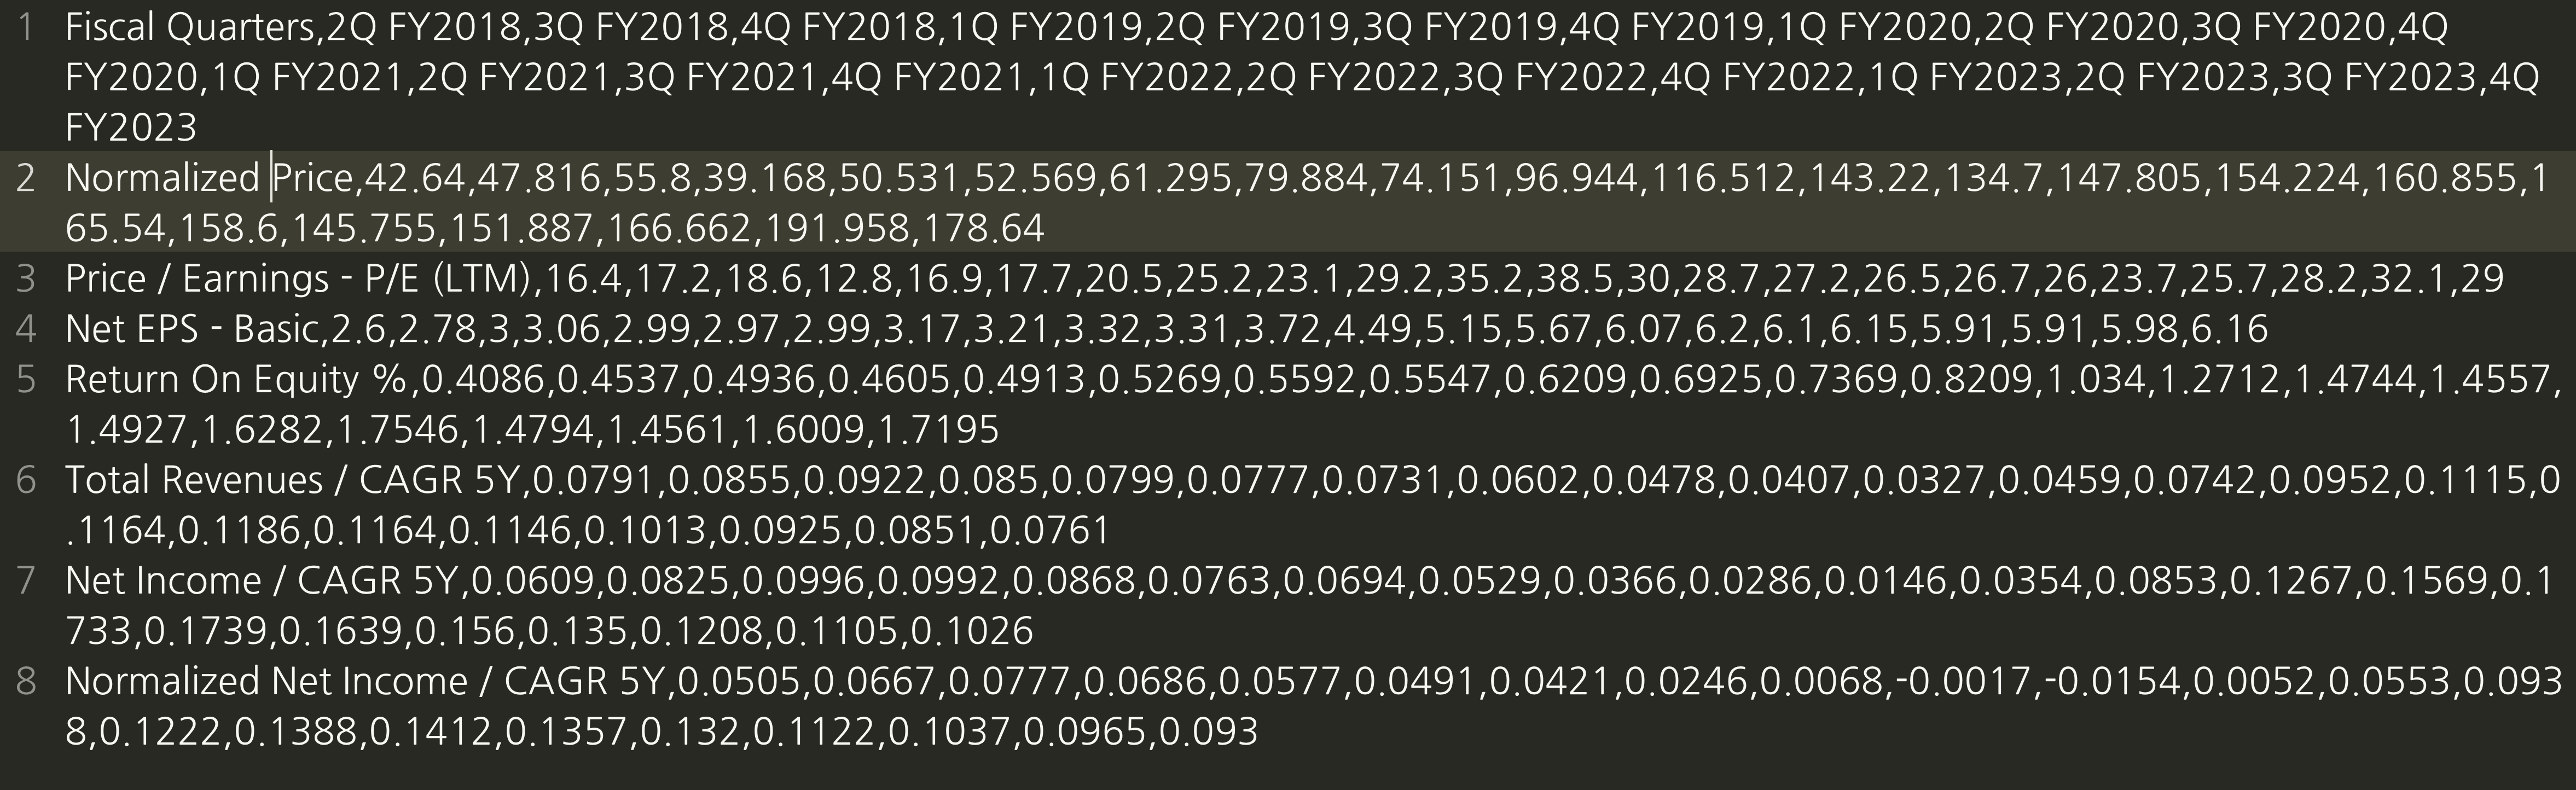 1 Fiscal Quarters,2Q FY2018,3Q FY2018,4Q FY2018,1Q FY2019,2Q FY2019,3Q FY2019,4Q FY2019,1Q FY2020,2Q FY2020,3Q FY2020,4Q
FY2020,1Q FY2021,2Q FY2021,3Q FY2021,4Q FY2021,1Q FY2022,2Q FY2022,3Q FY2022,4Q FY2022,1Q FY2023,2Q FY2023,3Q FY2023,4Q
FY2023
2 Normalized Price,42.64,47.816,55.8,39.168,50.531,52.569,61.295,79.884,74.151,96.944,116.512,143.22,134.7,147.805,154.224,160.855,1
65.54,158.6,145.755,151.887,166.662,191.958,178.64
3 Price / Earnings - P/E (LTM),16.4,17.2,18.6,12.8,16.9,17.7,20.5,25.2,23.1,29.2,35.2,38.5,30,28.7,27.2,26.5,26.7,26,23.7,25.7,28.2,32.1,29
4 Net EPS - Basic,2.6,2.78,3,3.06,2.99,2.97,2.99,3.17,3.21,3.32,3.31,3.72,4.49,5.15,5.67,6.07,6.2,6.1,6.15,5.91,5.91,5.98,6.16
5 Return On Equity %,0.4086,0.4537,0.4936,0.4605,0.4913,0.5269,0.5592,0.5547,0.6209,0.6925,0.7369,0.8209,1.034,1.2712,1.4744,1.4557,
1.4927,1.6282,1.7546,1.4794,1.4561,1.6009,1.7195
6 Total Revenues / CAGR 5Y,0.0791,0.0855,0.0922,0.085,0.0799,0.0777,0.0731,0.0602,0.0478,0.0407,0.0327,0.0459,0.0742,0.0952,0.1115,0
.1164,0.1186,0.1164,0.1146,0.1013,0.0925,0.0851,0.0761
7 Net Income / CAGR 5Y,0.0609,0.0825,0.0996,0.0992,0.0868,0.0763,0.0694,0.0529,0.0366,0.0286,0.0146,0.0354,0.0853,0.1267,0.1569,0.1
733,0.1739,0.1639,0.156,0.135,0.1208,0.1105,0.1026
8 Normalized Net Income / CAGR 5Y,0.0505,0.0667,0.0777,0.0686,0.0577,0.0491,0.0421,0.0246,0.0068,-0.0017,-0.0154,0.0052,0.0553,0.093
8,0.1222,0.1388,0.1412,0.1357,0.132,0.1122,0.1037,0.0965,0.093